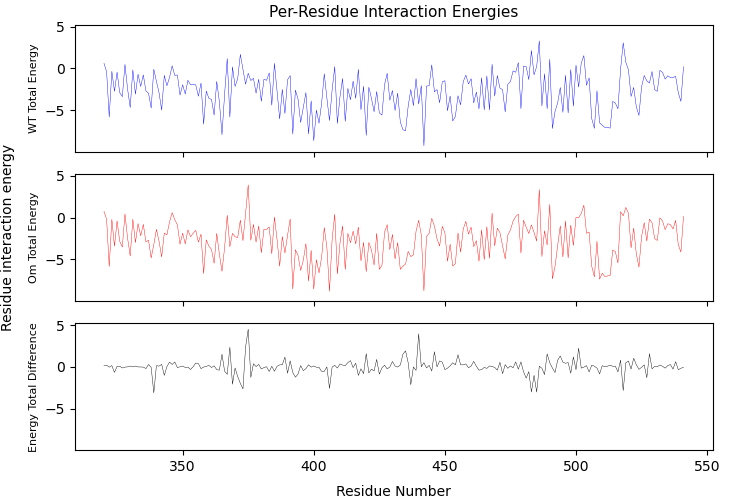 Per-Residue Interaction Energies
Residue interaction energy
WT Total Energy
5
0
−5
Om Total Energy
5
0
−5
Energy Total Difference
5
0
−5
350
400
450
500
550
Residue Number